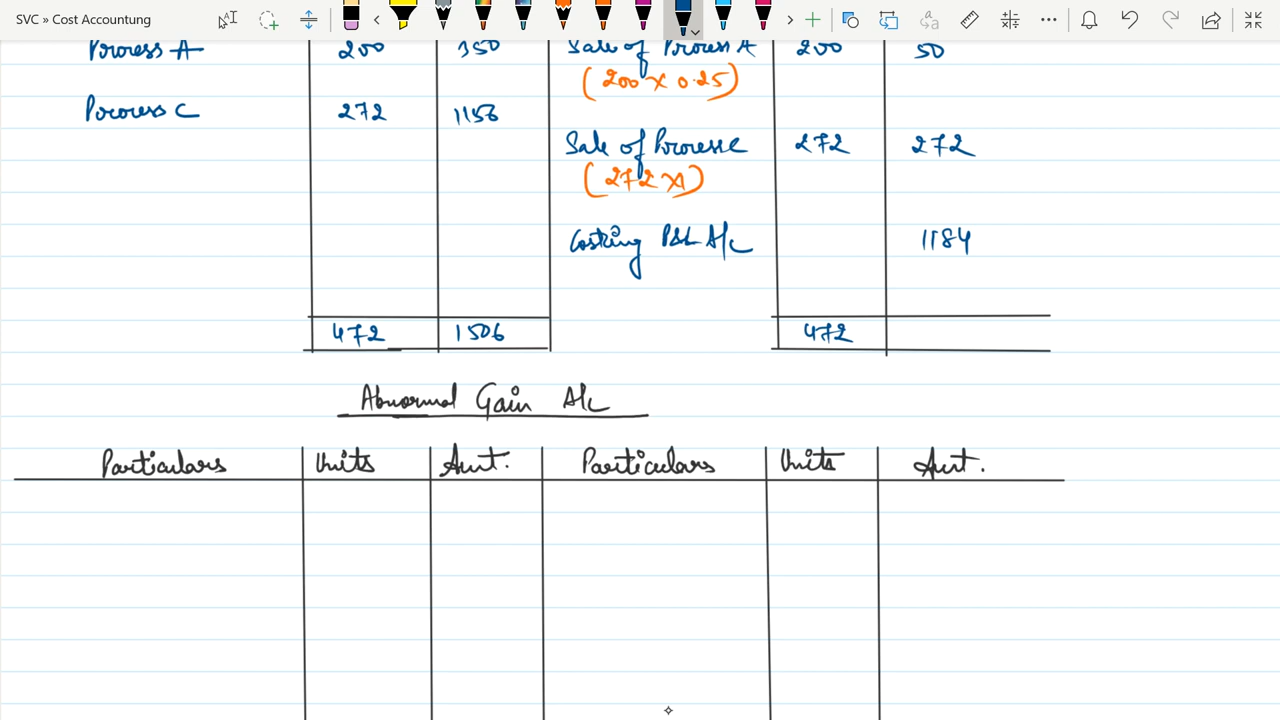 SVC » Cost Accountung
Process A 200 350 Sale of Process A 200 50
(200 x 0.25)
Process C 272 1156
Sale of Process C 272 272
(272 x 1)
Costing P&L A/c 1184
472 1506 472
Abnormal Gain A/c
Particulars Units Amt. Particulars Units Amt.